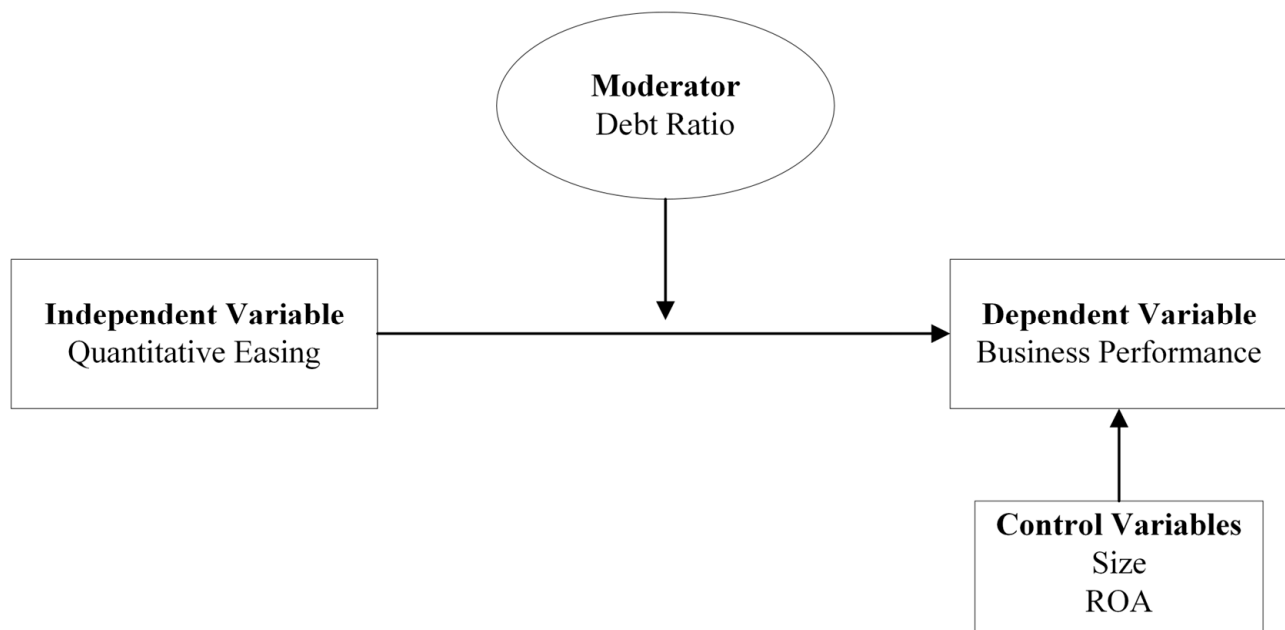 Moderator
Debt Ratio
Independent Variable
Quantitative Easing
Dependent Variable
Business Performance
Control Variables
Size
ROA